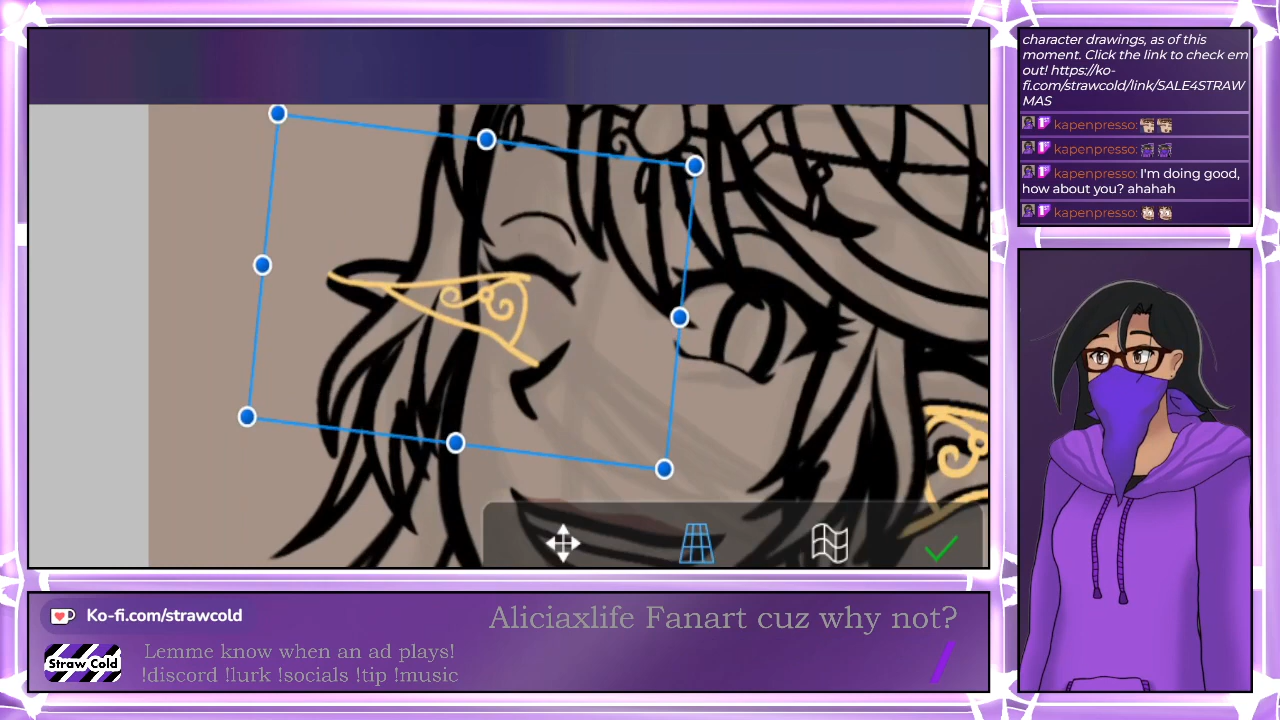 character drawings, as of this
moment. Click the link to check em
out! https://ko-
fi.com/strawcold/link/SALE4STRAW
MAS
kapenpresso:
kapenpresso:
kapenpresso: I'm doing good,
how about you? ahahah
kapenpresso:
Ko-fi.com/strawcold
Aliciaxlife Fanart cuz why not?
Straw Cold
Lemme know when an ad plays!
!discord !lurk !socials !tip !music